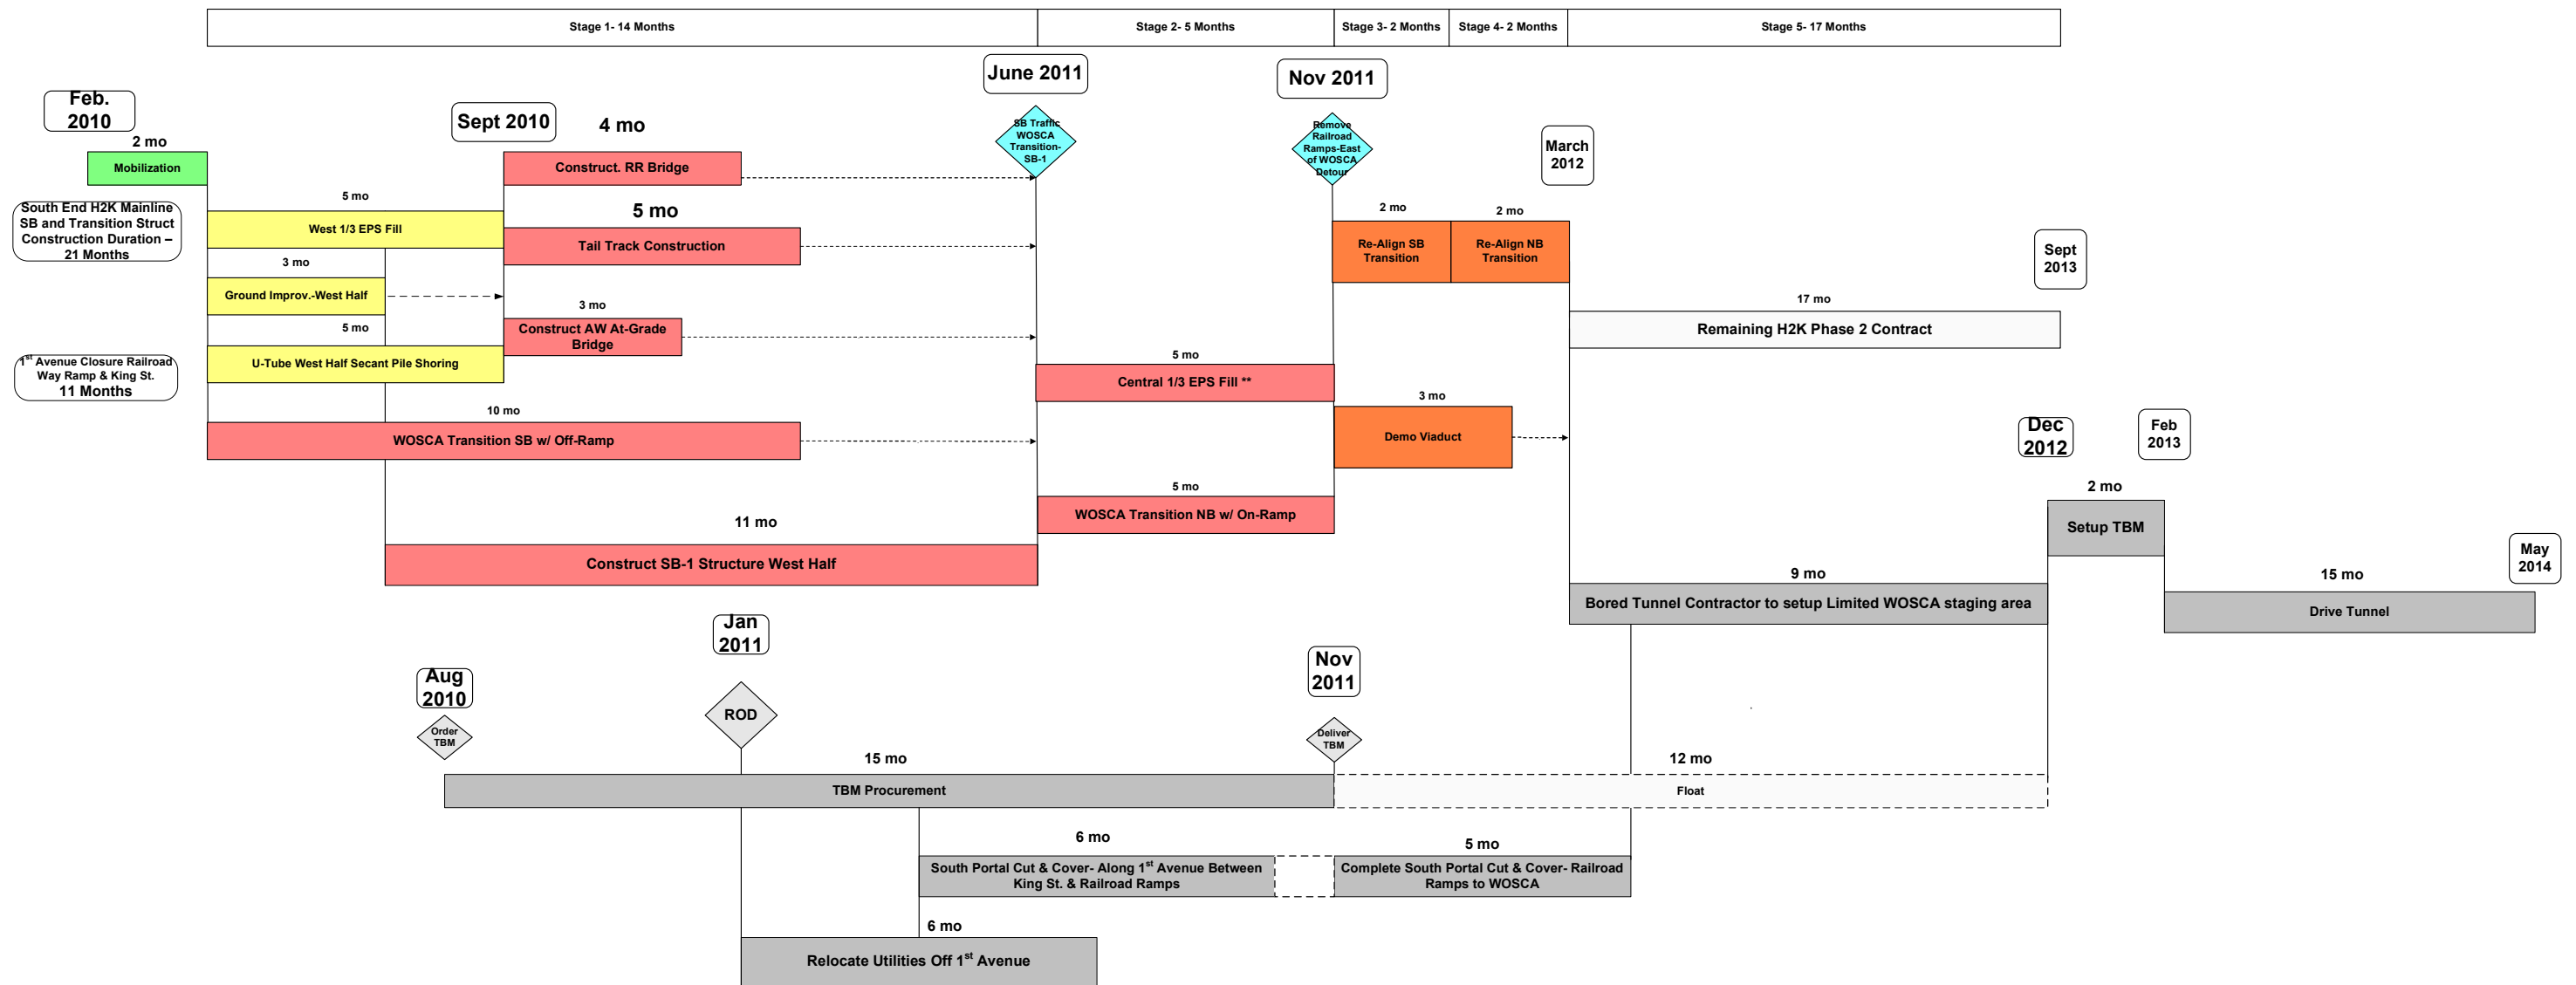 Stage 1- 14 Months
Stage 2- 5 Months
Stage 3- 2 Months
Stage 4- 2 Months
Stage 5- 17 Months
Feb.
2010
2 mo
Mobilization
Sept 2010
4 mo
Construct. RR Bridge
June 2011
SB Traffic
WOSCA
Transition-
SB-1
Nov 2011
Remove
Railroad
Ramps-East
of WOSCA
Detour
March
2012
South End H2K Mainline
SB and Transition Struct
Construction Duration –
21 Months
5 mo
West 1/3 EPS Fill
5 mo
Tail Track Construction
2 mo
Re-Align SB
Transition
2 mo
Re-Align NB
Transition
Sept
2013
3 mo
Ground Improv.-West Half
3 mo
Construct AW At-Grade
Bridge
17 mo
Remaining H2K Phase 2 Contract
1st Avenue Closure Railroad
Way Ramp & King St.
11 Months
5 mo
U-Tube West Half Secant Pile Shoring
5 mo
Central 1/3 EPS Fill **
10 mo
WOSCA Transition SB w/ Off-Ramp
3 mo
Demo Viaduct
Dec
2012
Feb
2013
5 mo
WOSCA Transition NB w/ On-Ramp
2 mo
Setup TBM
11 mo
Construct SB-1 Structure West Half
9 mo
Bored Tunnel Contractor to setup Limited WOSCA staging area
15 mo
Drive Tunnel
May
2014
Jan
2011
ROD
Aug
2010
Order
TBM
Nov
2011
Deliver
TBM
15 mo
TBM Procurement
12 mo
Float
6 mo
South Portal Cut & Cover- Along 1st Avenue Between
King St. & Railroad Ramps
5 mo
Complete South Portal Cut & Cover- Railroad
Ramps to WOSCA
6 mo
Relocate Utilities Off 1st Avenue